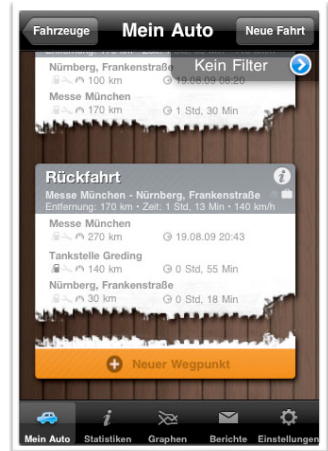 Fahrzeuge
Mein Auto
Neue Fahrt
Kein Filter
Nürnberg, Frankenstraße
100 km 19.08.09 08:20
Messe München
170 km 1 Std, 30 Min
Rückfahrt
Messe München - Nürnberg, Frankenstraße
Entfernung: 170 km • Zeit: 1 Std, 13 Min • 140 km/h
Messe München
270 km 19.08.09 20:43
Tankstelle Greding
140 km 0 Std, 55 Min
Nürnberg, Frankenstraße
30 km 0 Std, 18 Min
Neuer Wegpunkt
Mein Auto Statistiken Graphen Berichte Einstellungen